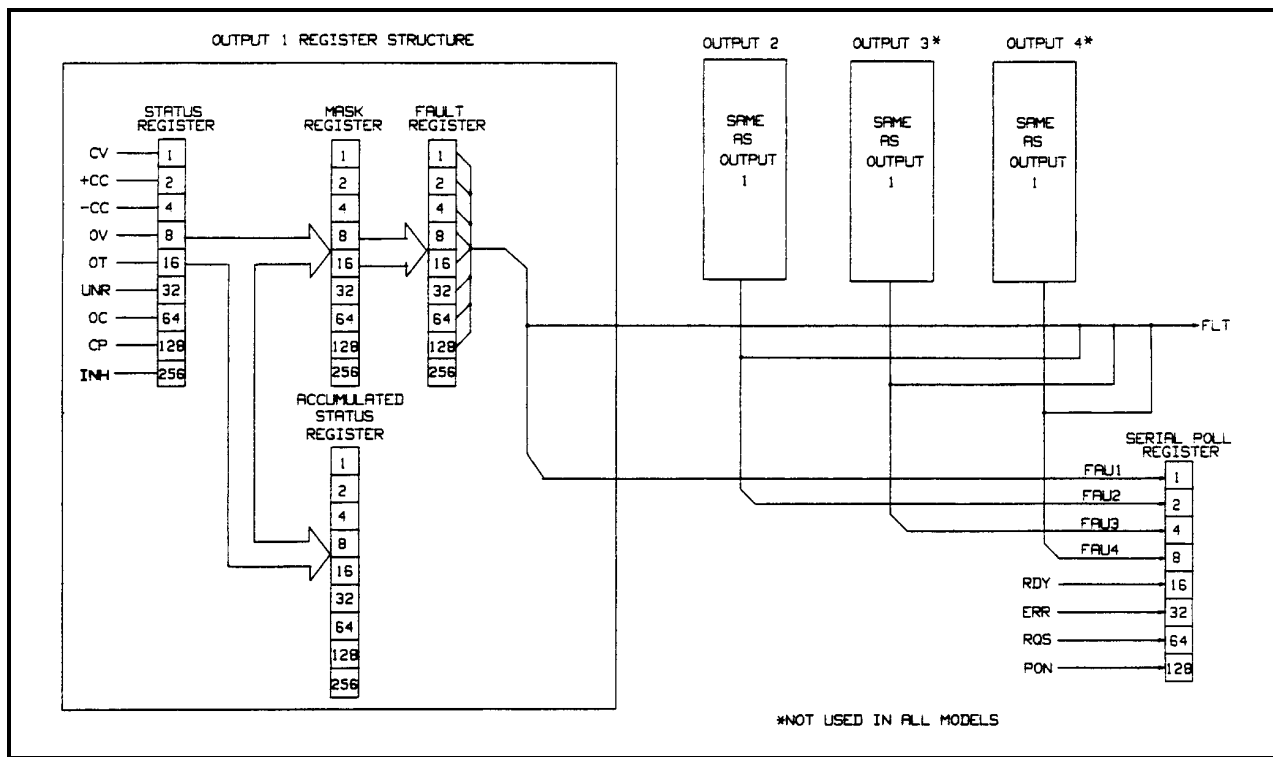 OUTPUT 1 REGISTER STRUCTURE
OUTPUT 2
OUTPUT 3*
OUTPUT 4*
STATUS
REGISTER
MASK
REGISTER
FAULT
REGISTER
CV
+CC
-CC
OV
OT
UNR
OC
CP
INH
1
2
4
8
16
32
64
128
256
1
2
4
8
16
32
64
128
256
1
2
4
8
16
32
64
128
256
ACCUMULATED
STATUS
REGISTER
1
2
4
8
16
32
64
128
256
SAME
AS
OUTPUT
1
SAME
AS
OUTPUT
1
SAME
AS
OUTPUT
1
FLT
SERIAL POLL
REGISTER
FAU1
FAU2
FAU3
FAU4
RDY
ERR
RQS
PON
1
2
4
8
16
32
64
128
*NOT USED IN ALL MODELS